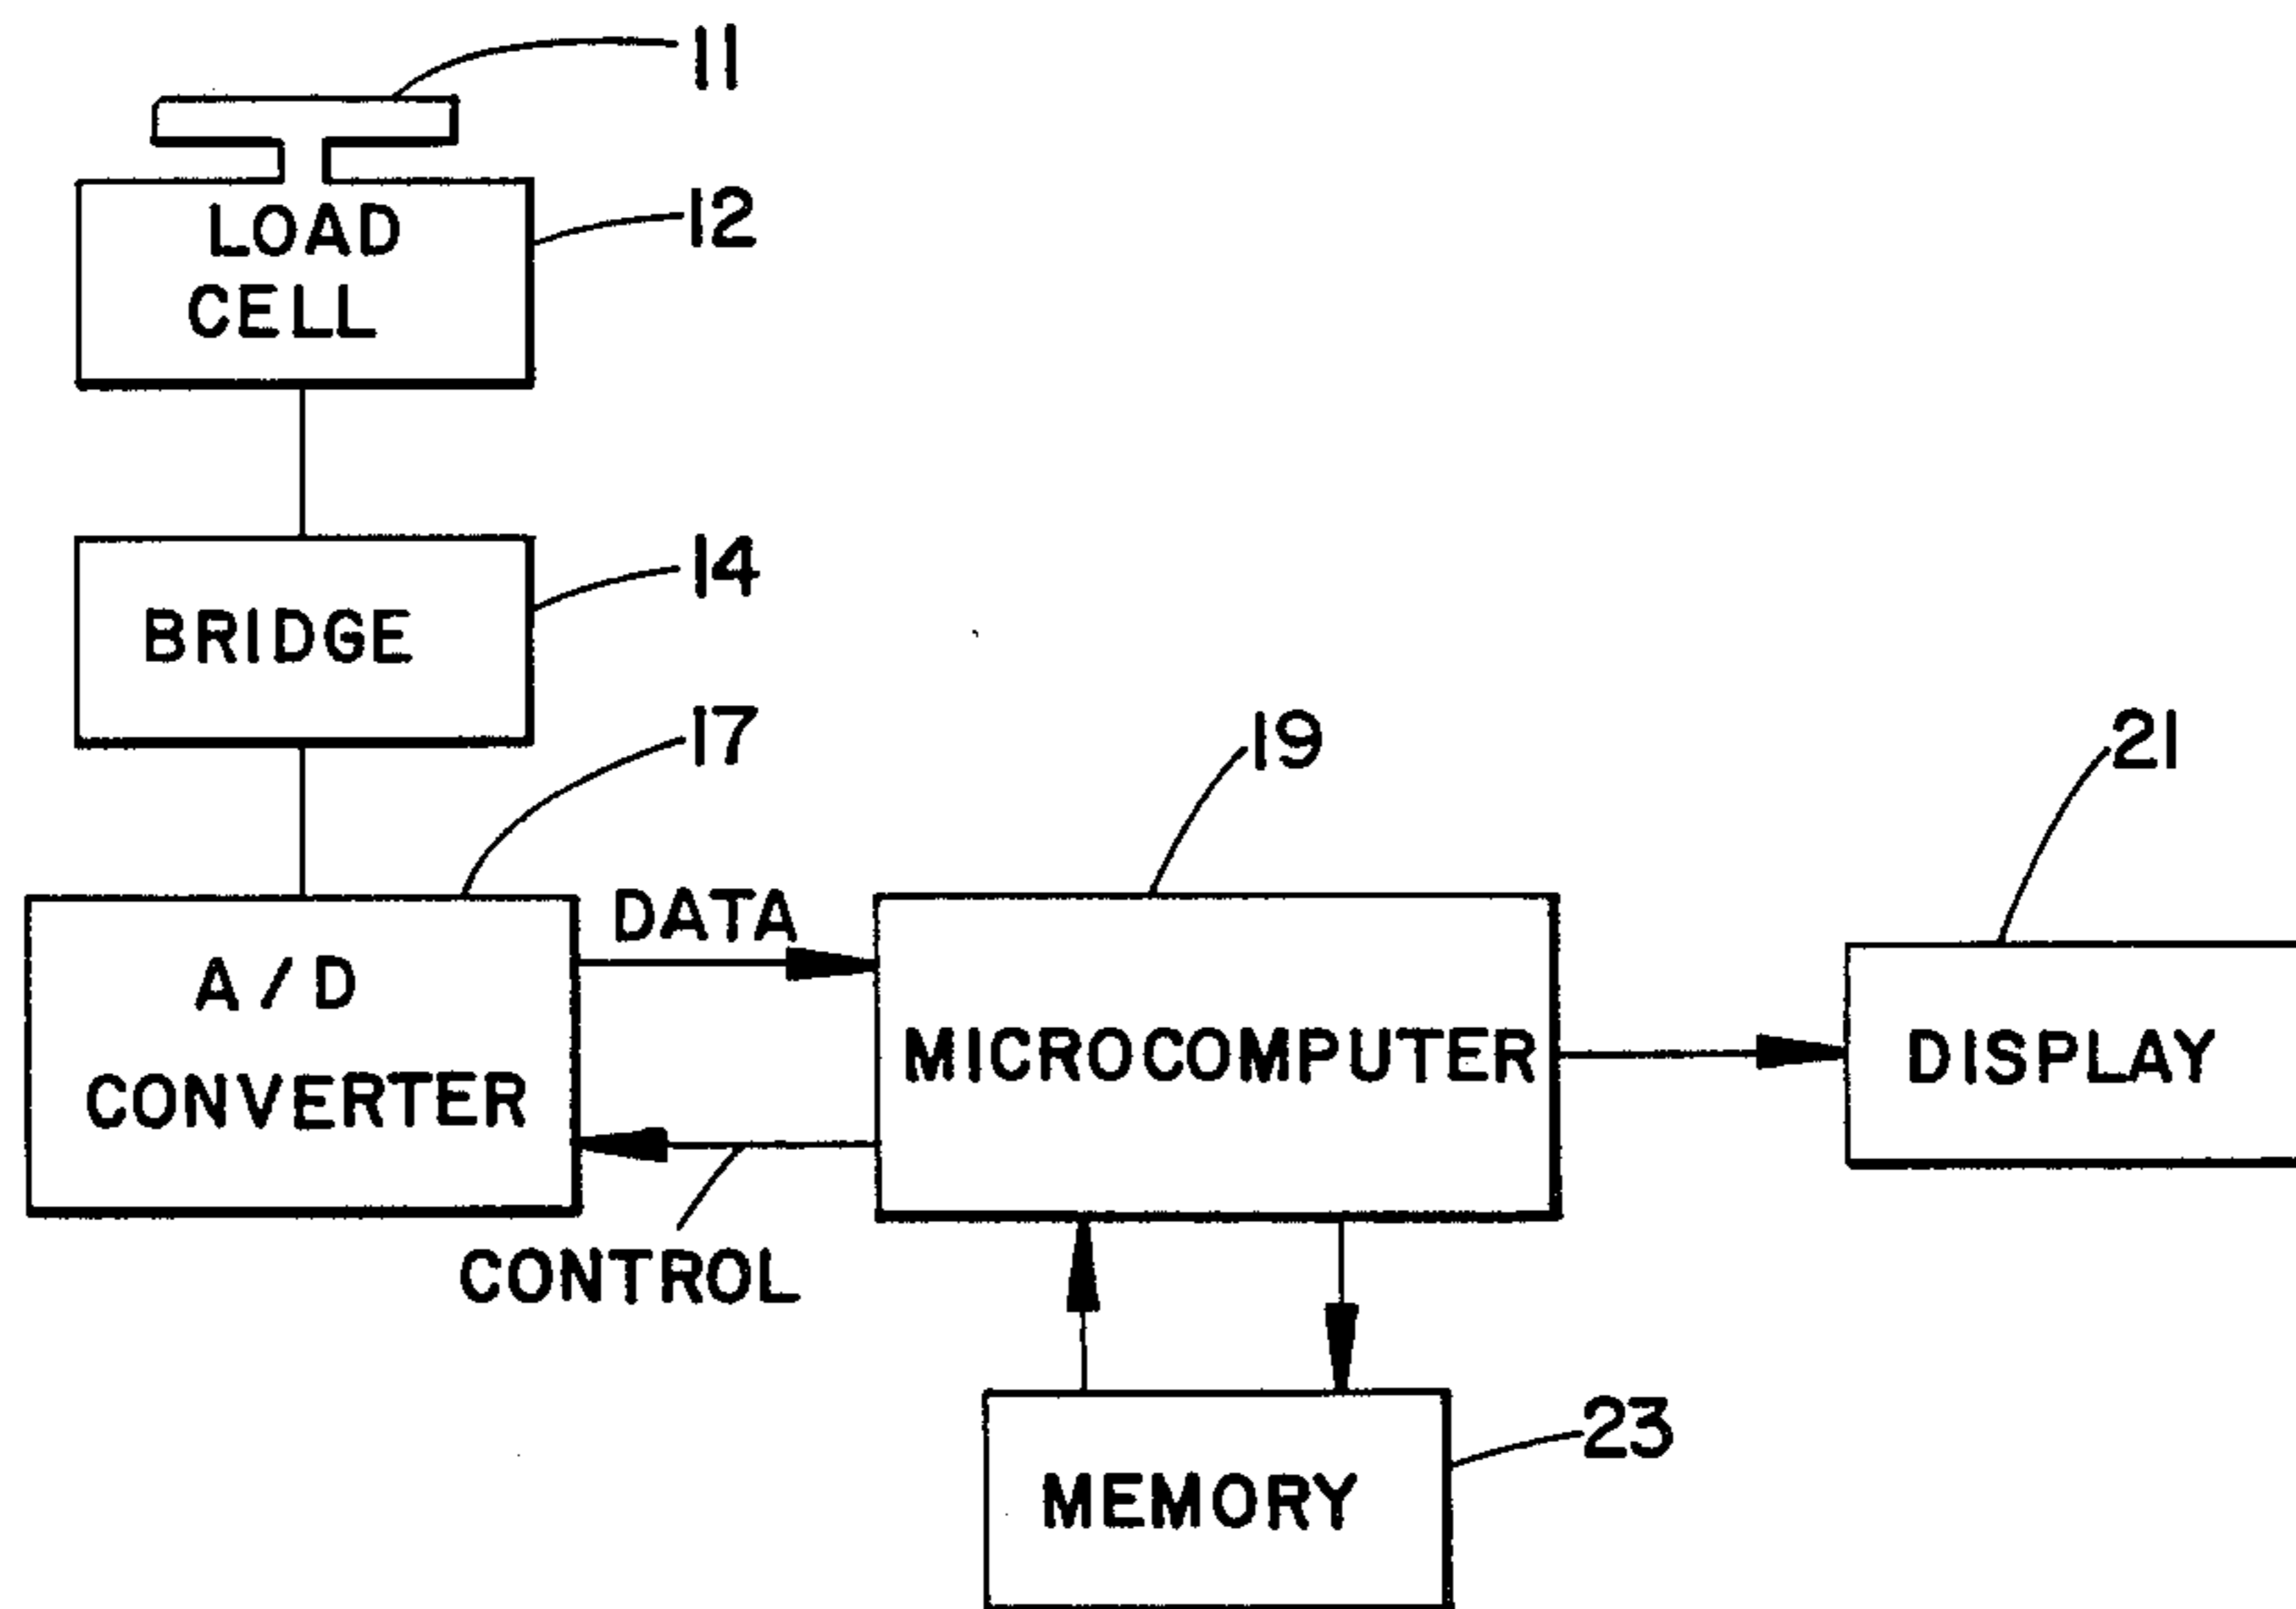 11
LOAD
CELL
12
BRIDGE
14
17
19
21
DATA
A / D
CONVERTER
MICROCOMPUTER
DISPLAY
CONTROL
MEMORY
23